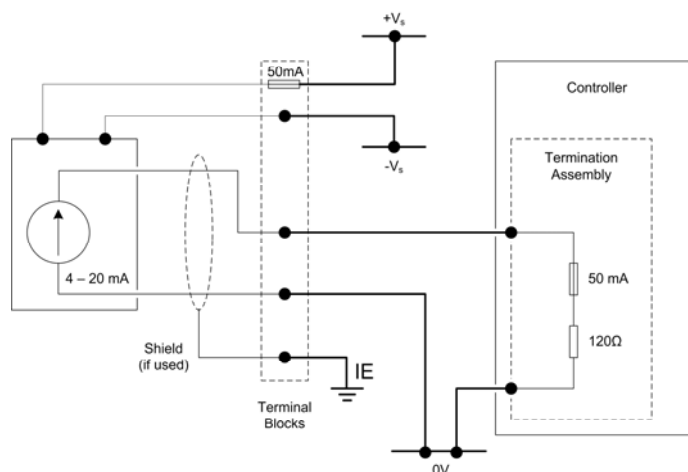 +Vs
50mA
-Vs
Controller
Termination
Assembly
4 – 20 mA
50 mA
120Ω
Shield
(if used)
IE
Terminal
Blocks
0V